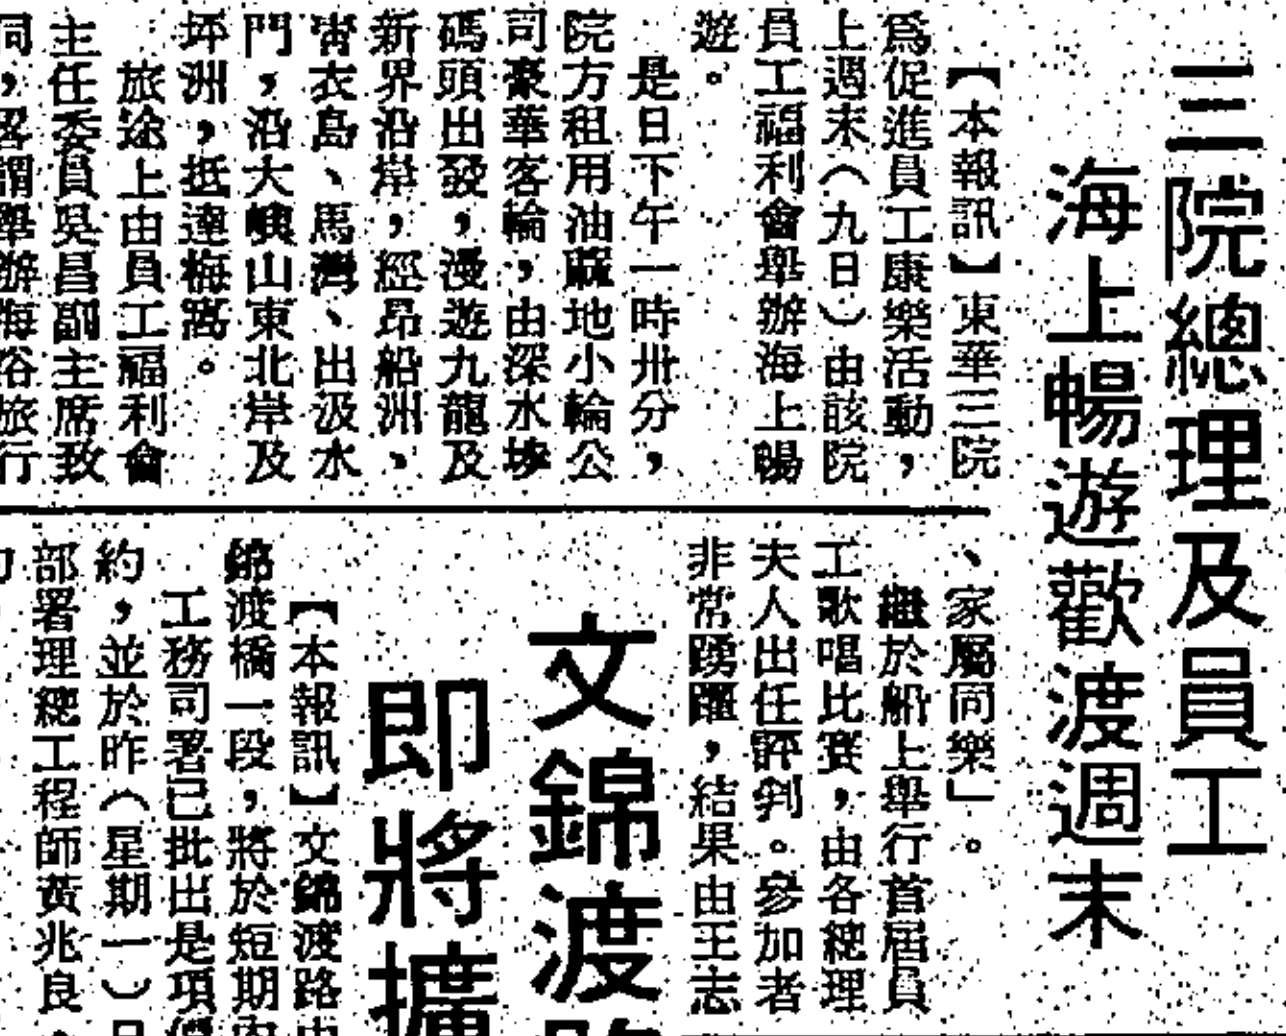 三院總理及員工
海上暢遊歡渡週末
【本報訊】東華三院
爲促進員工康樂活動，
上週末（九日）由該院
員工福利會舉辦海上暢
遊。
是日下午一時卅分，
院方租用油蔴地小輪公
司豪華客輪，由深水埗
碼頭出發，漫遊九龍及
新界沿岸，經昂船洲、
青衣島、馬灣、出汲水
門，沿大嶼山東北岸及
坪洲，抵達梅窩。
旅途上由員工福利會
主任委員吳昌副主席致
同，畧謂舉辦海浴旅行
、家屬同樂」。
繼於船上舉行首屆員
工歌唱比賽，由各總理
夫人出任評判。參加者
非常踴躍，結果由王志
文錦渡
即將擴
【本報訊】文錦渡路由
錦渡橋一段，將於短期內
工務司署已批出是項
約，並於昨（星期一）日
部署理總工程師黃兆良